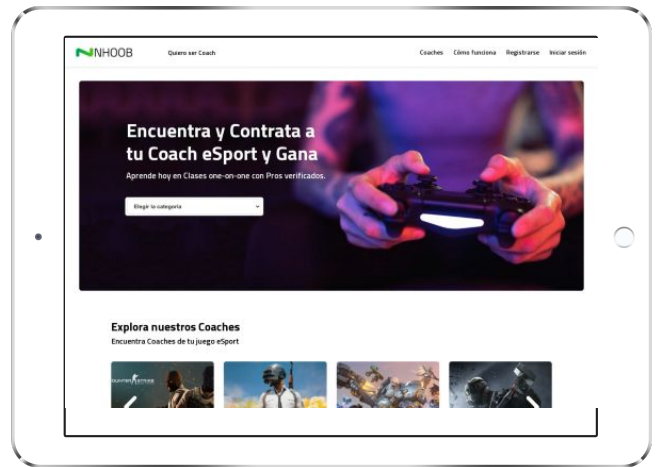 NHOOB
Quiero ser Coach
Coaches Cómo funciona Registrarse Iniciar sesión
Encuentra y Contrata a
tu Coach eSport y Gana
Aprende hoy en Clases one-on-one con Pros verificados.
Elegir la categoría
Explora nuestros Coaches
Encuentra Coaches de tu juego eSport
COUNTER STRIKE